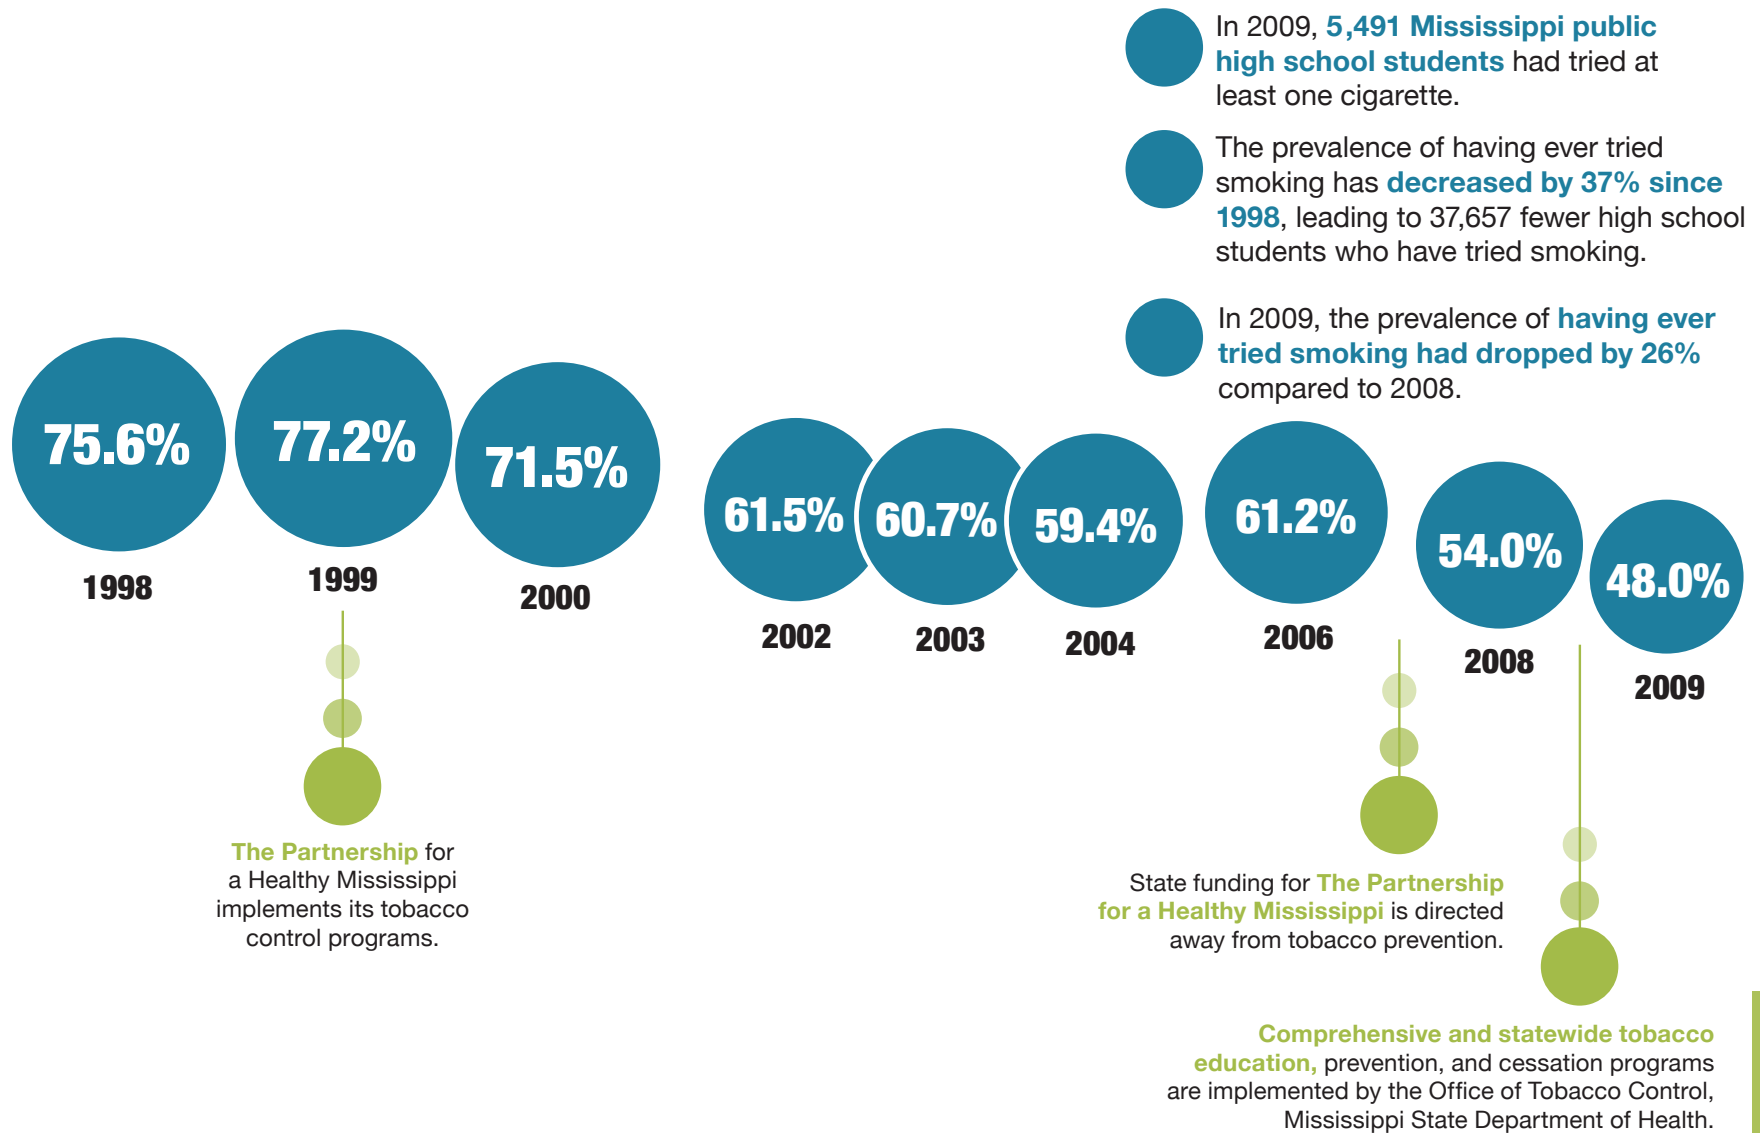 In 2009, 5,491 Mississippi public
high school students had tried at
least one cigarette.
The prevalence of having ever tried
smoking has decreased by 37% since
1998, leading to 37,657 fewer high school
students who have tried smoking.
In 2009, the prevalence of having ever
tried smoking had dropped by 26%
compared to 2008.
75.6%
1998
77.2%
1999
71.5%
2000
61.5%
2002
60.7%
2003
59.4%
2004
61.2%
2006
54.0%
2008
48.0%
2009
The Partnership for
a Healthy Mississippi
implements its tobacco
control programs.
State funding for The Partnership
for a Healthy Mississippi is directed
away from tobacco prevention.
Comprehensive and statewide tobacco
education, prevention, and cessation programs
are implemented by the Office of Tobacco Control,
Mississippi State Department of Health.